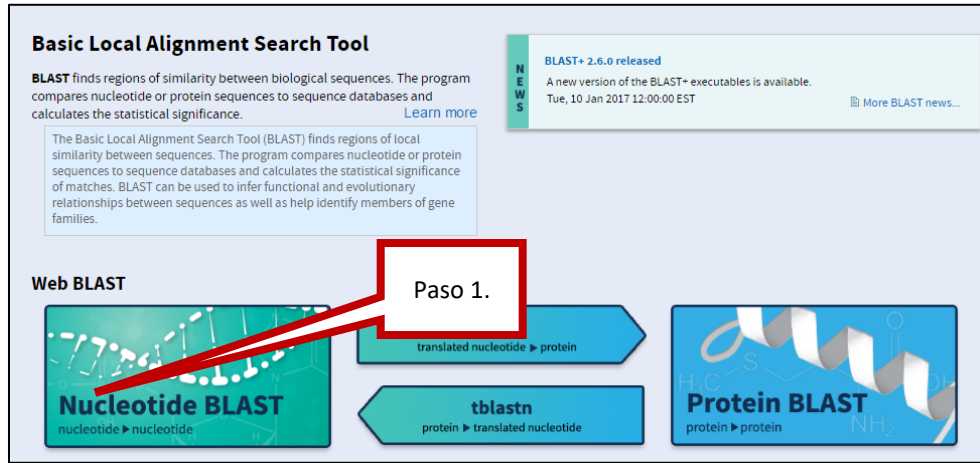 Basic Local Alignment Search Tool
BLAST finds regions of similarity between biological sequences. The program
compares nucleotide or protein sequences to sequence databases and
calculates the statistical significance.
Learn more
The Basic Local Alignment Search Tool (BLAST) finds regions of local
similarity between sequences. The program compares nucleotide or protein
sequences to sequence databases and calculates the statistical significance
of matches. BLAST can be used to infer functional and evolutionary
relationships between sequences as well as help identify members of gene
families.
NEWS
BLAST+ 2.6.0 released
A new version of the BLAST+ executables is available.
Tue, 10 Jan 2017 12:00:00 EST
More BLAST news...
Web BLAST
Paso 1.
Nucleotide BLAST
nucleotide ▶ nucleotide
translated nucleotide ▶ protein
tblastn
protein ▶ translated nucleotide
H₃C
S
O
OH
NH₂
Protein BLAST
protein ▶ protein